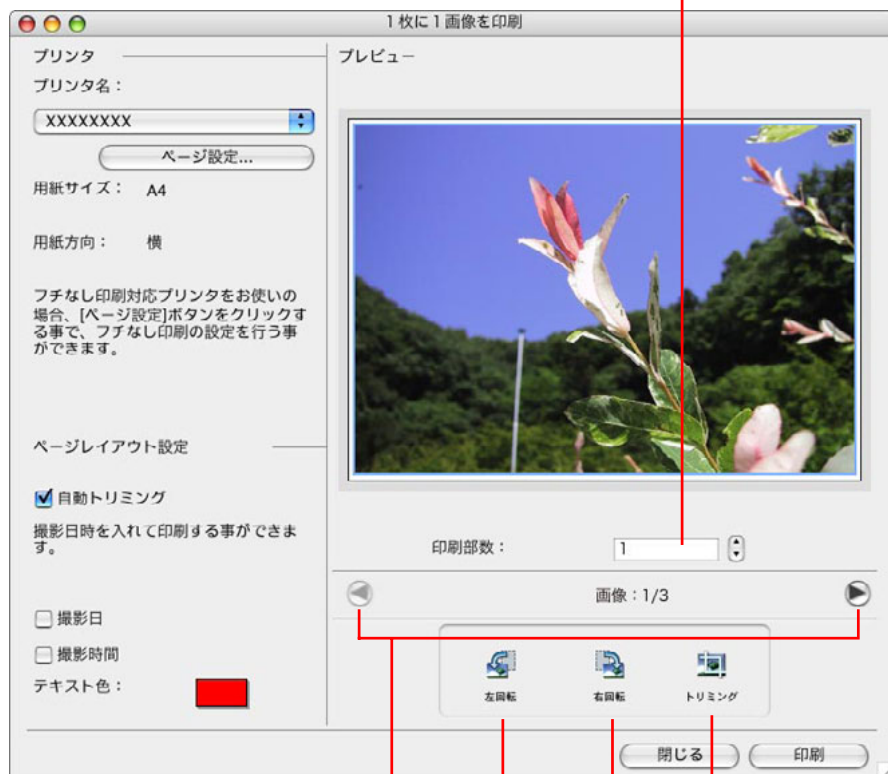 1枚に1画像を印刷
プリンタ
プリンタ名：
XXXXXXXX
ページ設定...
用紙サイズ： A4
用紙方向： 横
フチなし印刷対応プリンタをお使いの
場合、[ページ設定]ボタンをクリックす
る事で、フチなし印刷の設定を行う事
ができます。
ページレイアウト設定
自動トリミング
撮影日時を入れて印刷する事ができま
す。
撮影日
撮影時間
テキスト色：
プレビュー
印刷部数： 1
画像：1/3
左回転 右回転 トリミング
閉じる 印刷